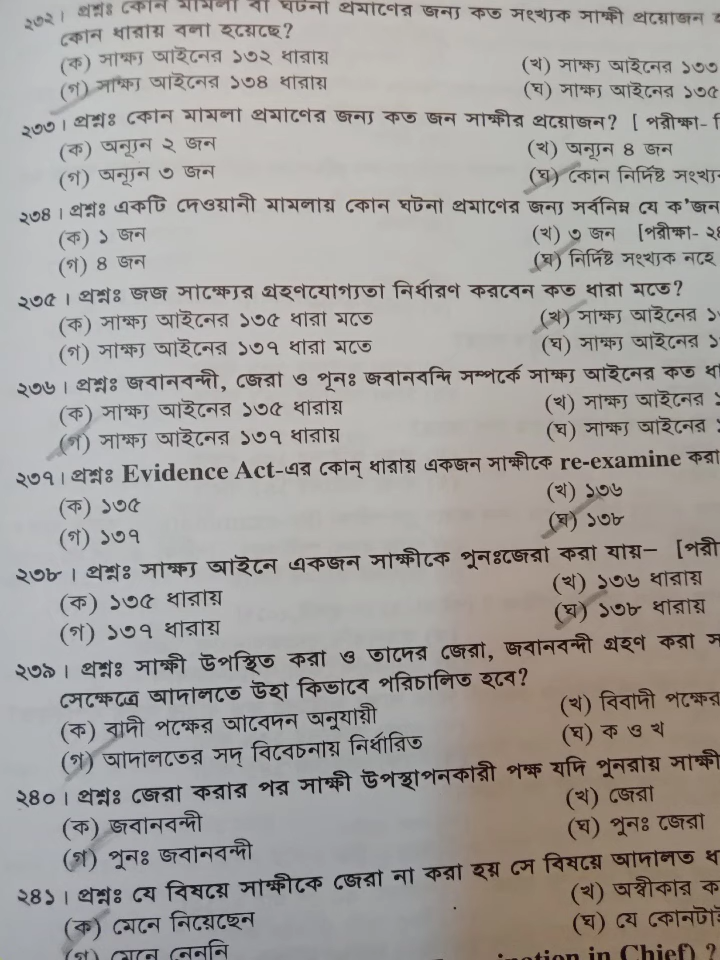 ২৩২। প্রশ্নঃ কোন মামলা বা ঘটনা প্রমাণের জন্য কত সংখ্যক সাক্ষী প্রয়োজন
কোন ধারায় বলা হয়েছে?
(ক) সাক্ষ্য আইনের ১৩২ ধারায়
(খ) সাক্ষ্য আইনের ১৩৩
(গ) সাক্ষ্য আইনের ১৩৪ ধারায়
(ঘ) সাক্ষ্য আইনের ১৩৫
২৩৩। প্রশ্নঃ কোন মামলা প্রমাণের জন্য কত জন সাক্ষীর প্রয়োজন? [ পরীক্ষা-
(ক) অন্যূন ২ জন
(খ) অন্যূন ৪ জন
(গ) অন্যূন ৩ জন
(ঘ) কোন নির্দিষ্ট সংখ্য
২৩৪। প্রশ্নঃ একটি দেওয়ানী মামলায় কোন ঘটনা প্রমাণের জন্য সর্বনিম্ন যে ক'জন
(ক) ১ জন
(খ) ৩ জন [পরীক্ষা- ২
(গ) ৪ জন
(ঘ) নির্দিষ্ট সংখ্যক নহে
২৩৫। প্রশ্নঃ জজ সাক্ষ্যের গ্রহণযোগ্যতা নির্ধারণ করবেন কত ধারা মতে?
(ক) সাক্ষ্য আইনের ১৩৫ ধারা মতে
(খ) সাক্ষ্য আইনের ১
(গ) সাক্ষ্য আইনের ১৩৭ ধারা মতে
(ঘ) সাক্ষ্য আইনের ১
২৩৬। প্রশ্নঃ জবানবন্দী, জেরা ও পূনঃ জবানবন্দি সম্পর্কে সাক্ষ্য আইনের কত ধা
(ক) সাক্ষ্য আইনের ১৩৫ ধারায়
(খ) সাক্ষ্য আইনের ১
(গ) সাক্ষ্য আইনের ১৩৭ ধারায়
(ঘ) সাক্ষ্য আইনের ১
২৩৭। প্রশ্নঃ Evidence Act-এর কোন্ ধারায় একজন সাক্ষীকে re-examine করা
(ক) ১৩৫
(খ) ১৩৬
(গ) ১৩৭
(ঘ) ১৩৮
২৩৮। প্রশ্নঃ সাক্ষ্য আইনে একজন সাক্ষীকে পূনঃজেরা করা যায়– [পরী
(ক) ১৩৫ ধারায়
(খ) ১৩৬ ধারায়
(গ) ১৩৭ ধারায়
(ঘ) ১৩৮ ধারায়
২৩৯। প্রশ্নঃ সাক্ষী উপস্থিত করা ও তাদের জেরা, জবানবন্দী গ্রহণ করা স
সেক্ষেত্রে আদালতে উহা কিভাবে পরিচালিত হবে?
(ক) বাদী পক্ষের আবেদন অনুযায়ী
(খ) বিবাদী পক্ষের
(গ) আদালতের সদ্ বিবেচনায় নির্ধারিত
(ঘ) ক ও খ
২৪০। প্রশ্নঃ জেরা করার পর সাক্ষী উপস্থাপনকারী পক্ষ যদি পূনরায় সাক্ষী
(ক) জবানবন্দী
(খ) জেরা
(গ) পূনঃ জবানবন্দী
(ঘ) পূনঃ জেরা
২৪১। প্রশ্নঃ যে বিষয়ে সাক্ষীকে জেরা না করা হয় সে বিষয়ে আদালত ধ
(ক) মেনে নিয়েছেন
(খ) অস্বীকার ক
(গ) মেনে নেননি
(ঘ) যে কোনটা
ination in Chief) ?